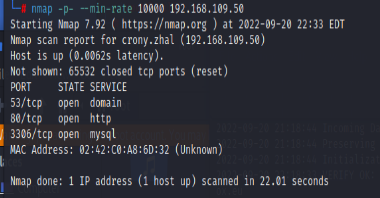 nmap -p- --min-rate 10000 192.168.109.50
Starting Nmap 7.92 ( https://nmap.org ) at 2022-09-20 22:33 EDT
Nmap scan report for crony.zhal (192.168.109.50)
Host is up (0.0062s latency).
Not shown: 65532 closed tcp ports (reset)
PORT STATE SERVICE
53/tcp open domain
80/tcp open http
3306/tcp open mysql
MAC Address: 02:42:C0:A8:6D:32 (Unknown)
Nmap done: 1 IP address (1 host up) scanned in 22.01 seconds